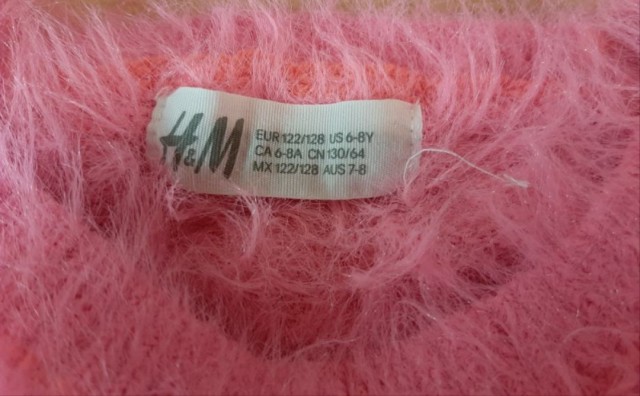 H&M
EUR 122/128 US 6-8Y
CA 6-8A CN 130/64
MX 122/128 AUS 7-8